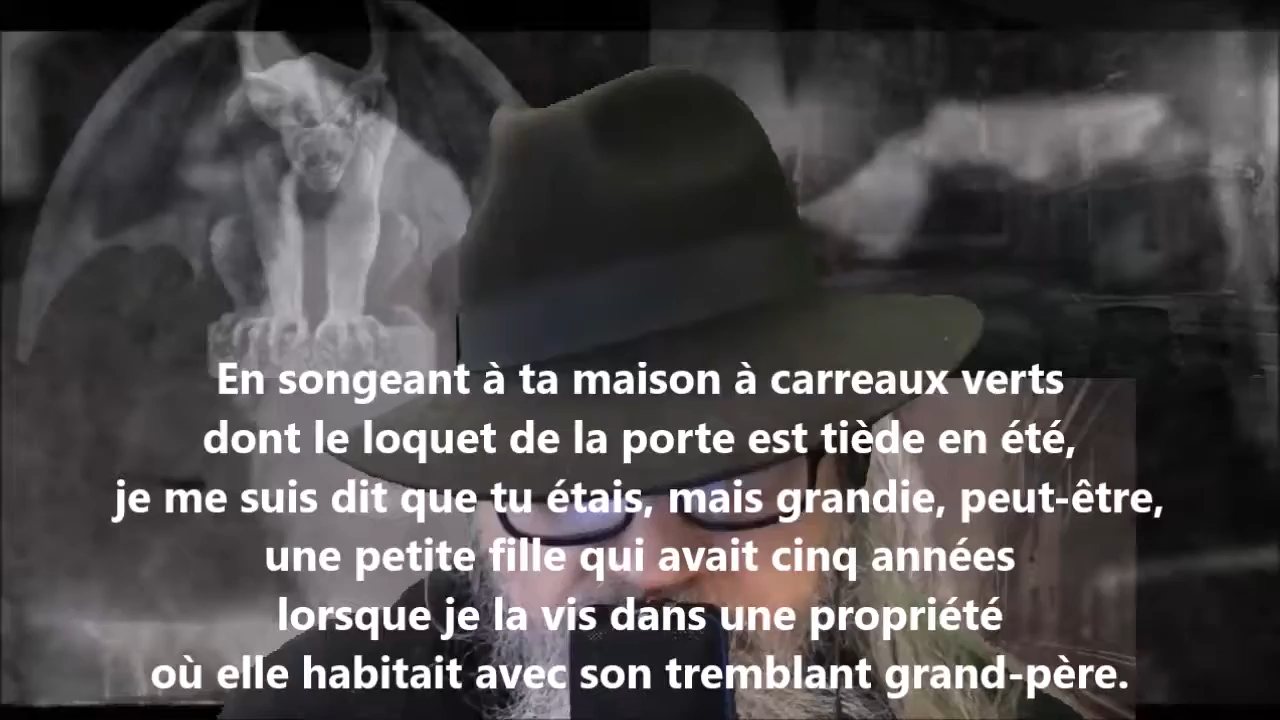 En songeant à ta maison à carreaux verts
dont le loquet de la porte est tiède en été,
je me suis dit que tu étais, mais grandie, peut-être,
une petite fille qui avait cinq années
lorsque je la vis dans une propriété
où elle habitait avec son tremblant grand-père.